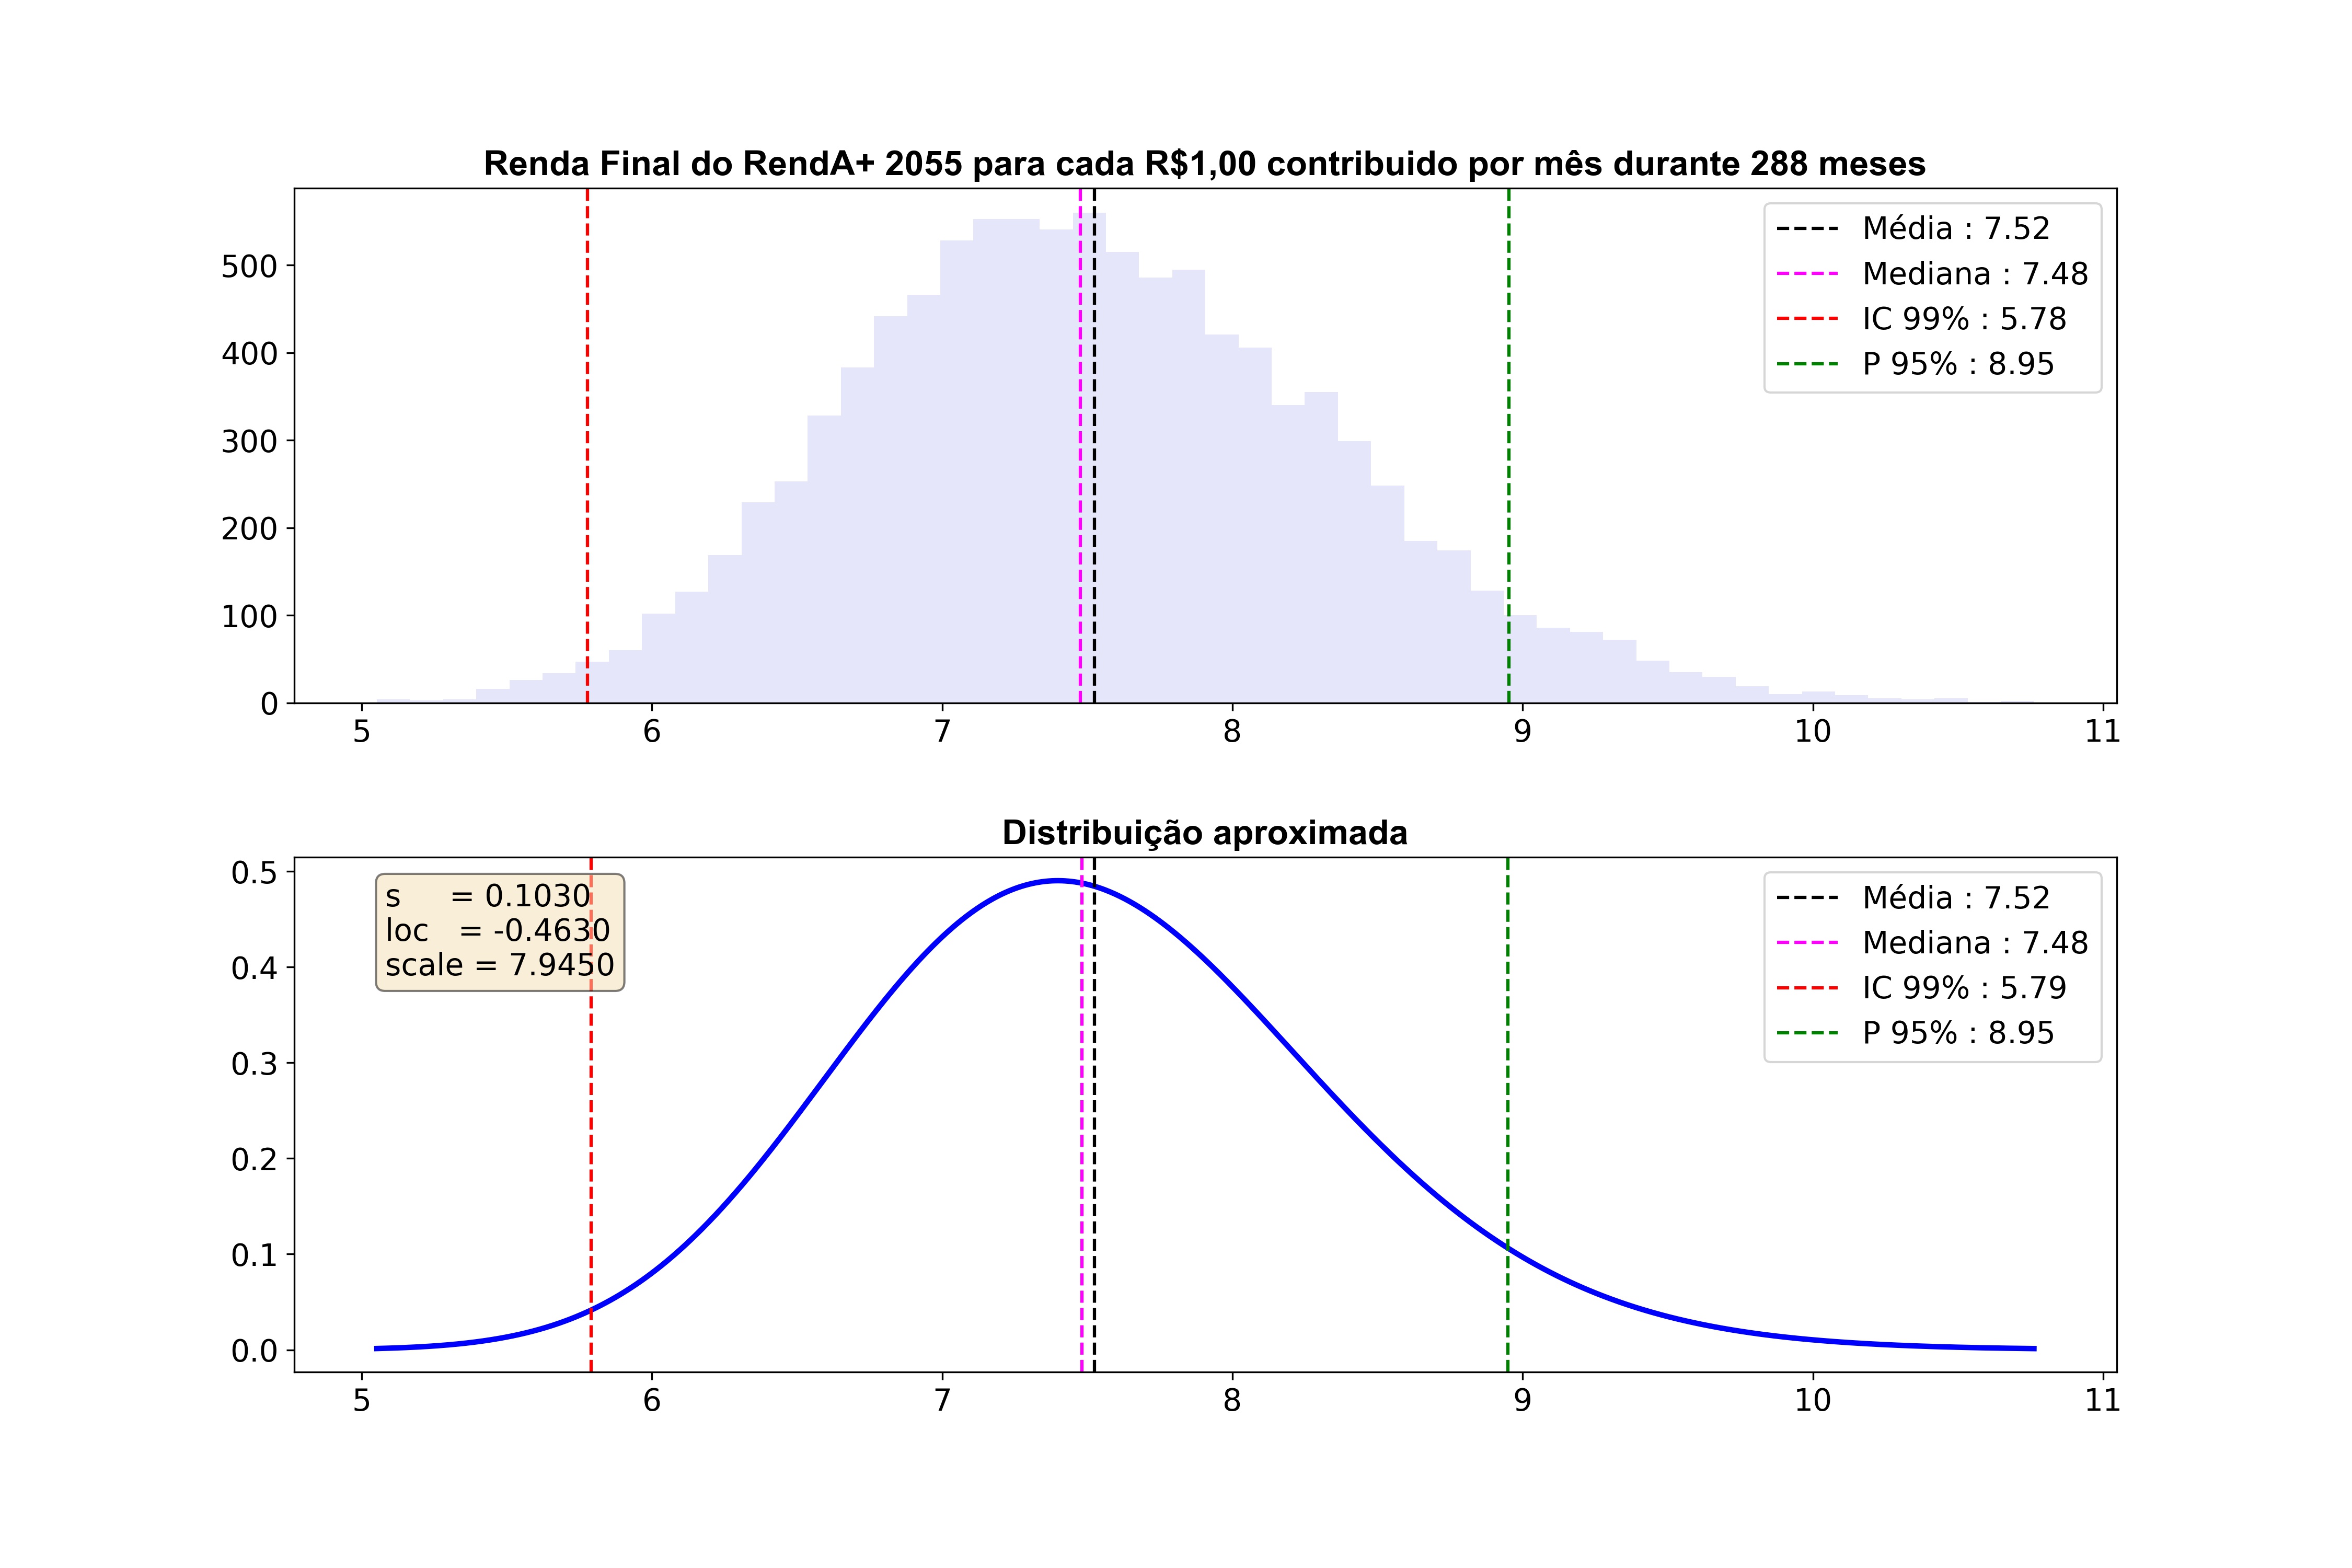 Renda Final do RendA+ 2055 para cada R$1,00 contribuido por mês durante 288 meses
500
400
300
200
100
0
Média : 7.52
Mediana : 7.48
IC 99% : 5.78
P 95% : 8.95
5 6 7 8 9 10 11
Distribuição aproximada
0.5
0.4
0.3
0.2
0.1
0.0
s = 0.1030
loc = -0.4630
scale = 7.9450
Média : 7.52
Mediana : 7.48
IC 99% : 5.79
P 95% : 8.95
5 6 7 8 9 10 11